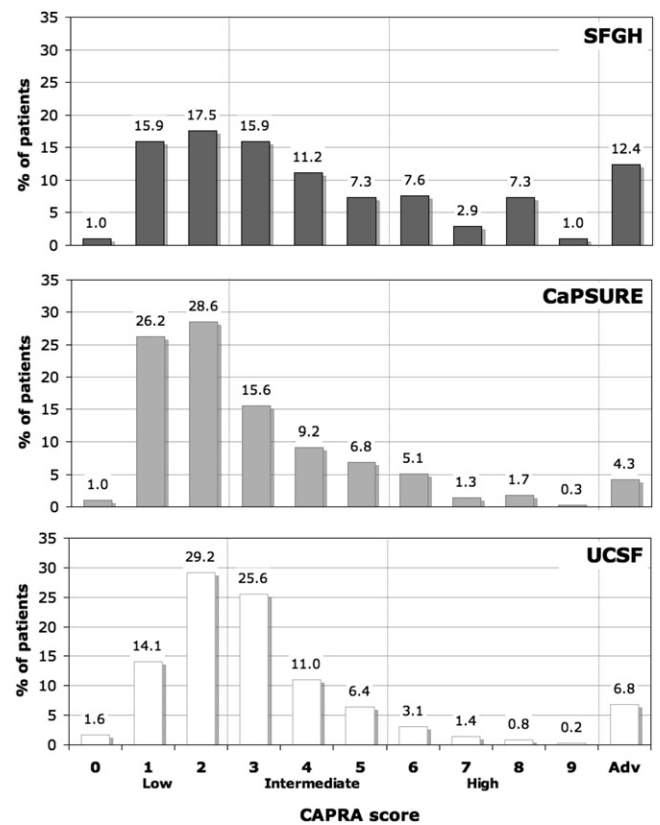 SFGH
% of patients
35
30
25
20
15
10
5
0
1.0 15.9 17.5 15.9 11.2 7.3 7.6 2.9 7.3 1.0 12.4
CaPSURE
% of patients
35
30
25
20
15
10
5
0
1.0 26.2 28.6 15.6 9.2 6.8 5.1 1.3 1.7 0.3 4.3
UCSF
% of patients
35
30
25
20
15
10
5
0
1.6 14.1 29.2 25.6 11.0 6.4 3.1 1.4 0.8 0.2 6.8
0 1 2 3 4 5 6 7 8 9 Adv
Low Intermediate High
CAPRA score